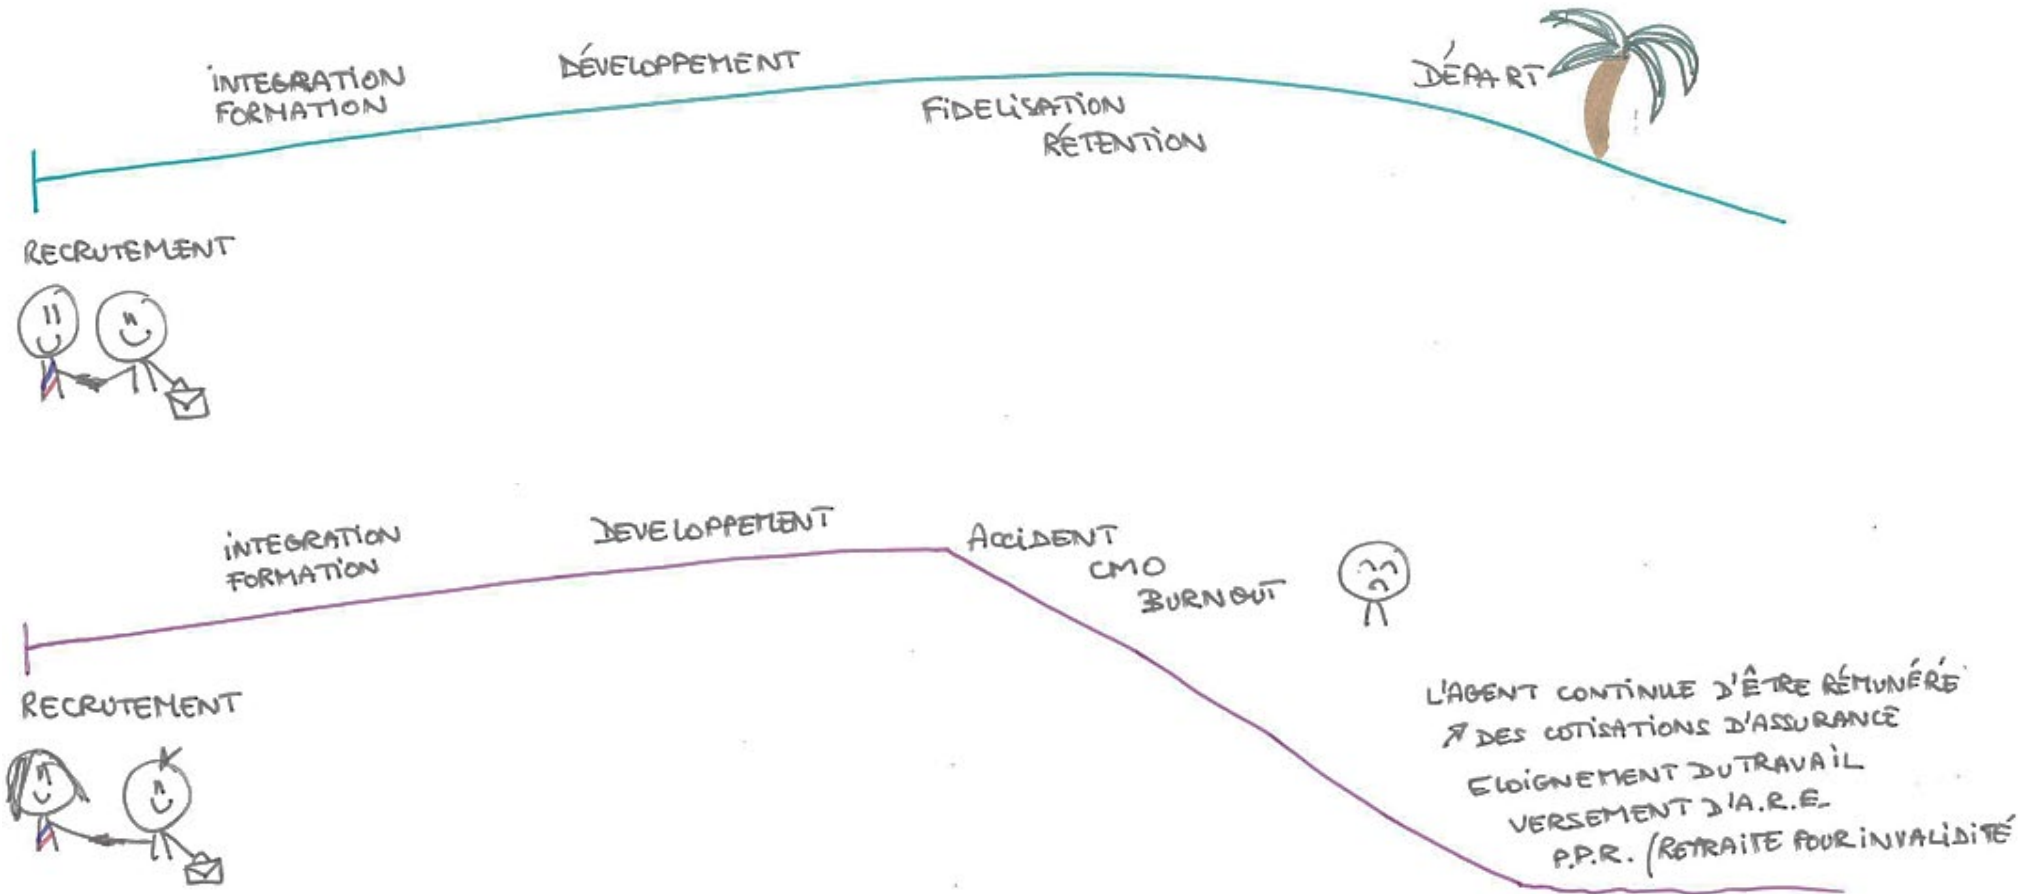 INTEGRATION
FORMATION
DÉVELOPPEMENT
FIDELISATION
RÉTENTION
DÉPART
RECRUTEMENT
INTEGRATION
FORMATION
DEVELOPPEMENT
ACCIDENT
CMO
BURNOUT
RECRUTEMENT
L'AGENT CONTINUE D'ÊTRE RÉMUNÉRÉ
↗ DES COTISATIONS D'ASSURANCE
ELOIGNEMENT DU TRAVAIL
VERSEMENT D'A.R.E.
P.P.R. (RETRAITE POUR INVALIDITÉ